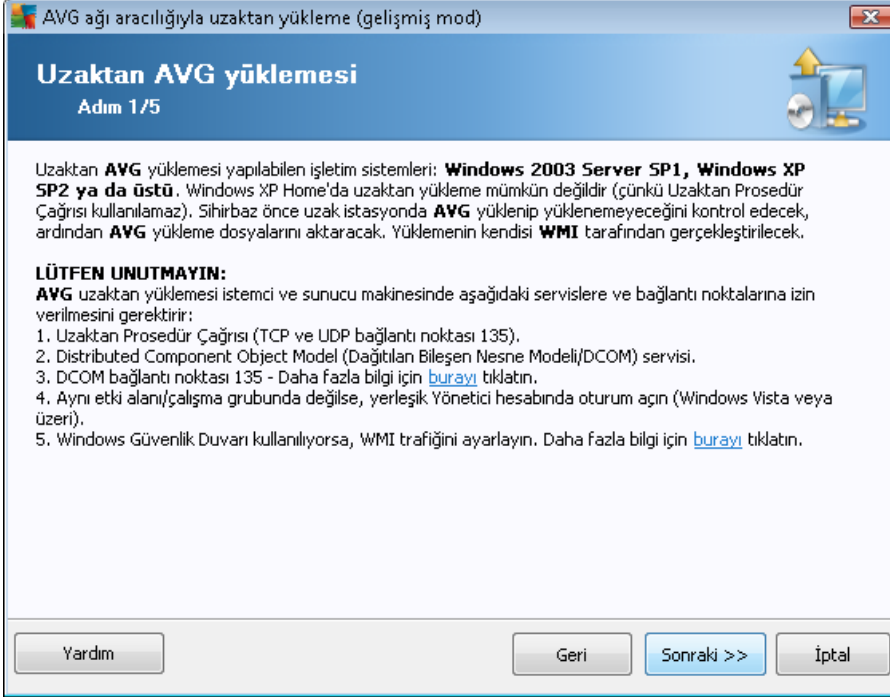 AVG ağı aracılığıyla uzaktan yükleme (gelişmiş mod)
Uzaktan AVG yüklemesi
Adım 1/5
Uzaktan AVG yüklemesi yapılabilen işletim sistemleri: Windows 2003 Server SP1, Windows XP
SP2 ya da üstü. Windows XP Home'da uzaktan yükleme mümkün değildir (çünkü Uzaktan Prosedür
Çağrısı kullanılamaz). Sihirbaz önce uzak istasyonda AVG yüklenip yüklenemeyeceğini kontrol edecek,
ardından AVG yükleme dosyalarını aktaracak. Yüklemenin kendisi WMI tarafından gerçekleştirilecek.
LÜTFEN UNUTMAYIN:
AVG uzaktan yüklemesi istemci ve sunucu makinesinde aşağıdaki servislere ve bağlantı noktalarına izin
verilmesini gerektirir:
1. Uzaktan Prosedür Çağrısı (TCP ve UDP bağlantı noktası 135).
2. Distributed Component Object Model (Dağıtılan Bileşen Nesne Modeli/DCOM) servisi.
3. DCOM bağlantı noktası 135 - Daha fazla bilgi için burayı tıklatın.
4. Aynı etki alanı/çalışma grubunda değilse, yerleşik Yönetici hesabında oturum açın (Windows Vista veya
üzeri).
5. Windows Güvenlik Duvarı kullanılıyorsa, WMI trafiğini ayarlayın. Daha fazla bilgi için burayı tıklatın.
Yardım
Geri
Sonraki >>
İptal